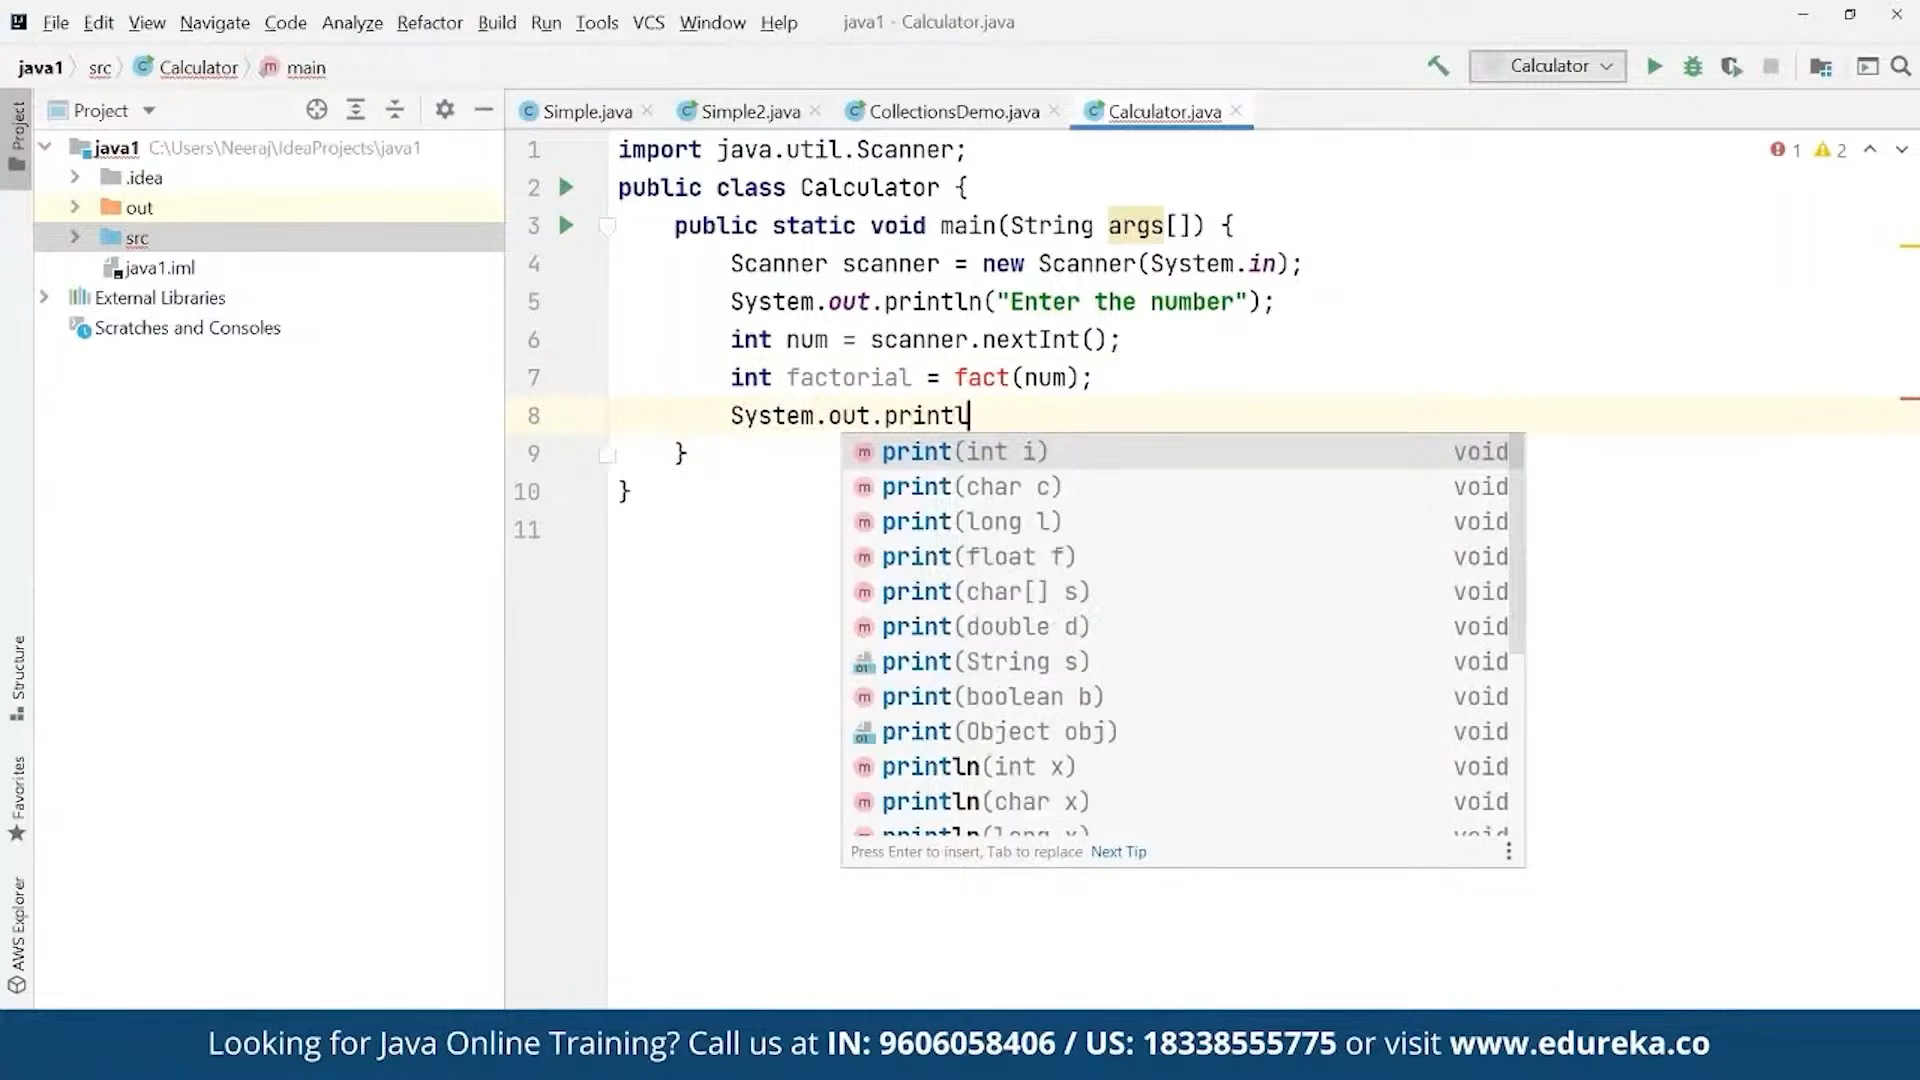 File Edit View Navigate Code Analyze Refactor Build Run Tools VCS Window Help java1 - Calculator.java
java1 src Calculator main Calculator
Project Simple.java Simple2.java CollectionsDemo.java Calculator.java
Project
java1 C:\Users\Neeraj\IdeaProjects\java1
.idea
out
src
java1.iml
External Libraries
Scratches and Consoles
Structure
Favorites
AWS Explorer
1 import java.util.Scanner;
1 2
2 public class Calculator {
3 public static void main(String args[]) {
4 Scanner scanner = new Scanner(System.in);
5 System.out.println("Enter the number");
6 int num = scanner.nextInt();
7 int factorial = fact(num);
8 System.out.printl
9 }
10 }
11
print(int i) void
print(char c) void
print(long l) void
print(float f) void
print(char[] s) void
print(double d) void
print(String s) void
print(boolean b) void
print(Object obj) void
println(int x) void
println(char x) void
println(long x) void
Press Enter to insert, Tab to replace Next Tip
Looking for Java Online Training? Call us at IN: 9606058406 / US: 18338555775 or visit www.edureka.co